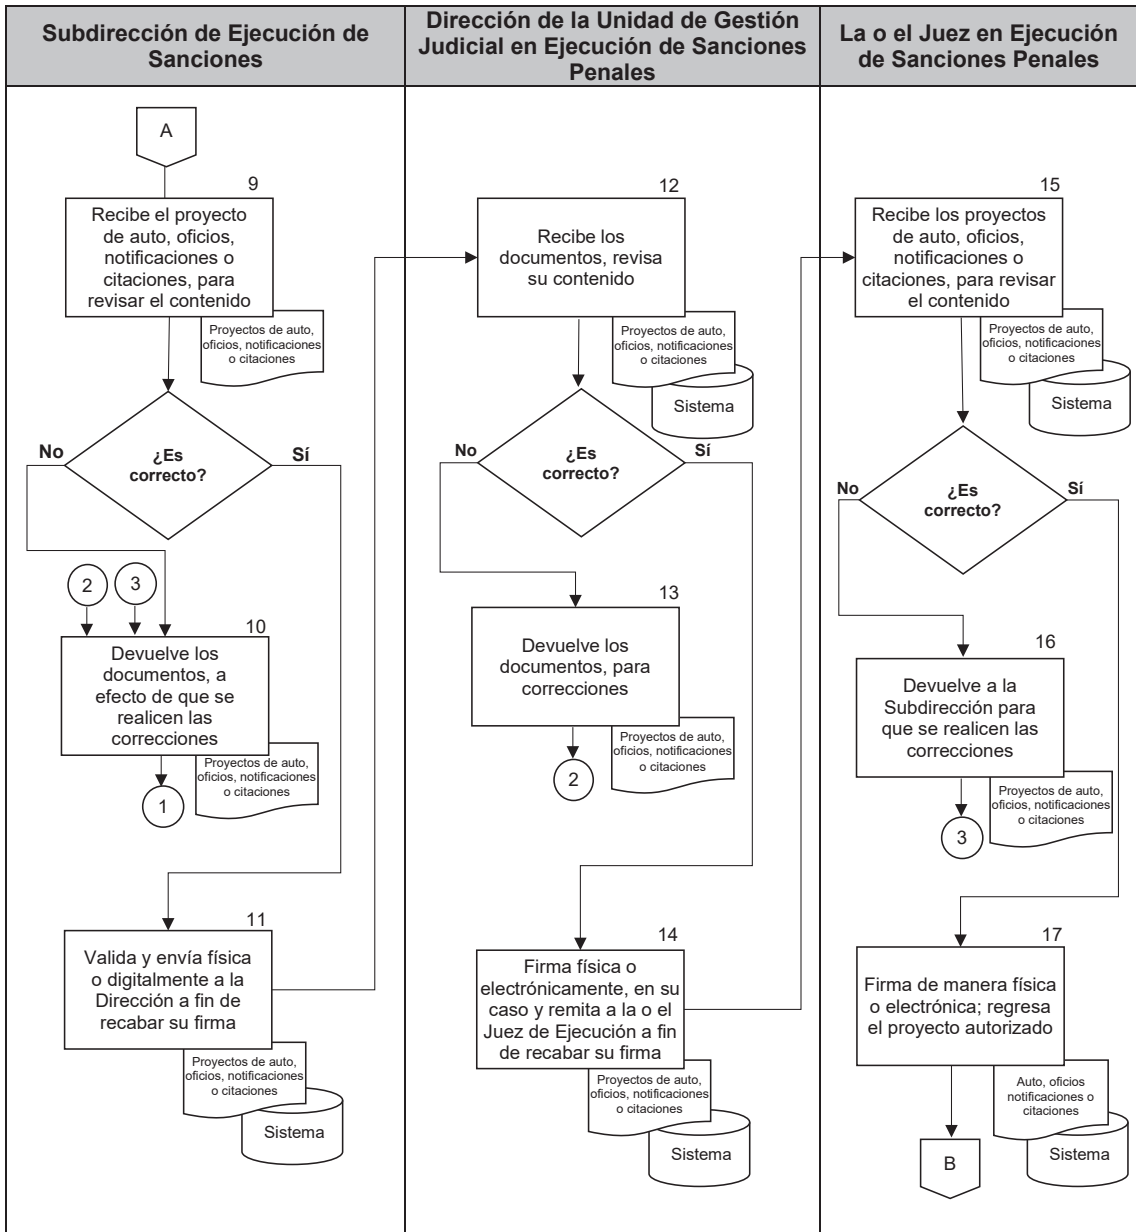 Subdirección de Ejecución de
Sanciones
Dirección de la Unidad de Gestión
Judicial en Ejecución de Sanciones
Penales
La o el Juez en Ejecución
de Sanciones Penales
A
9
Recibe el proyecto
de auto, oficios,
notificaciones o
citaciones, para
revisar el contenido
Proyectos de auto,
oficios, notificaciones
o citaciones
¿Es
correcto?
No
Sí
2
3
10
Devuelve los
documentos, a
efecto de que se
realicen las
correcciones
Proyectos de auto,
oficios, notificaciones
o citaciones
1
11
Valida y envía física
o digitalmente a la
Dirección a fin de
recabar su firma
Proyectos de auto,
oficios, notificaciones
o citaciones
Sistema
12
Recibe los
documentos, revisa
su contenido
Proyectos de auto,
oficios, notificaciones
o citaciones
Sistema
¿Es
correcto?
No
Sí
13
Devuelve los
documentos, para
correcciones
Proyectos de auto,
oficios, notificaciones
o citaciones
2
14
Firma física o
electrónicamente, en su
caso y remita a la o el
Juez de Ejecución a fin
de recabar su firma
Proyectos de auto,
oficios, notificaciones
o citaciones
Sistema
15
Recibe los proyectos
de auto, oficios,
notificaciones o
citaciones, para revisar
el contenido
Proyectos de auto,
oficios, notificaciones
o citaciones
Sistema
¿Es
correcto?
No
Sí
16
Devuelve a la
Subdirección para
que se realicen las
correcciones
Proyectos de auto,
oficios, notificaciones
o citaciones
3
17
Firma de manera física
o electrónica; regresa
el proyecto autorizado
Auto, oficios
notificaciones o
citaciones
B